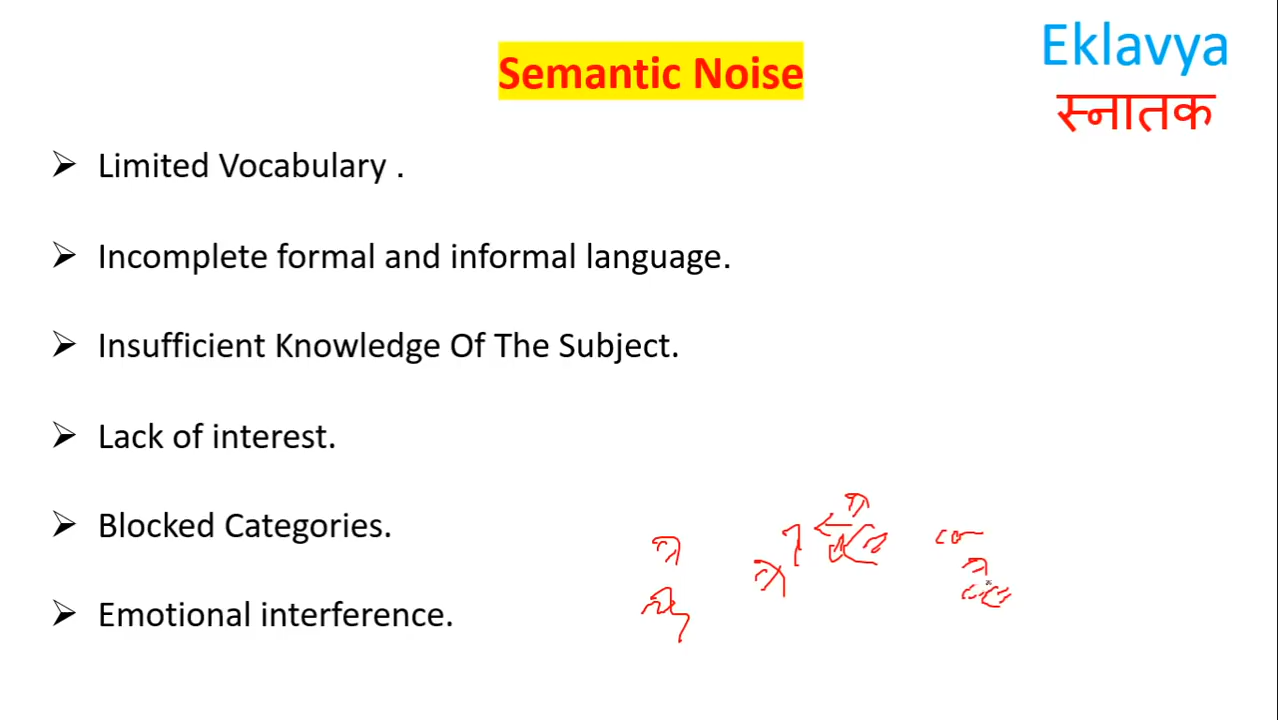 Eklavya
स्नातक
Semantic Noise
Limited Vocabulary .
Incomplete formal and informal language.
Insufficient Knowledge Of The Subject.
Lack of interest.
Blocked Categories.
Emotional interference.